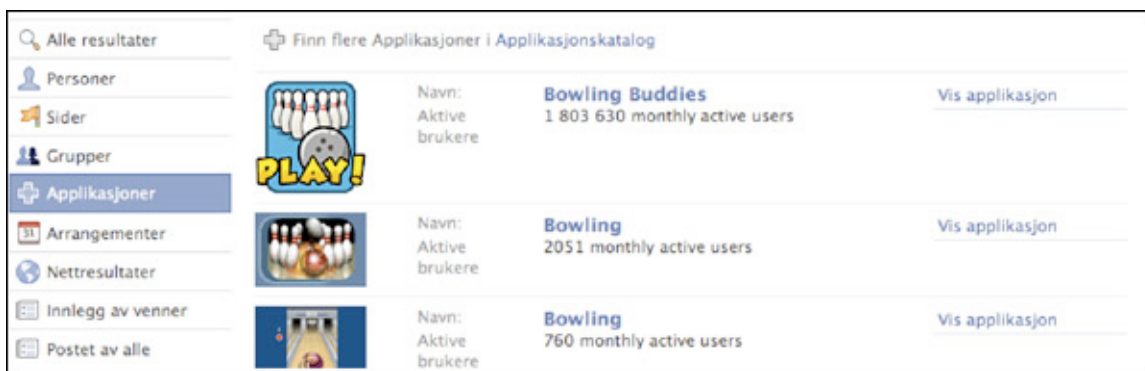 Alle resultater
Personer
Sider
Grupper
Applikasjoner
31 Arrangementer
Nettresultater
Innlegg av venner
Postet av alle
Finn flere Applikasjoner i Applikasjonskatalog
PLAY!
Navn: Bowling Buddies Vis applikasjon
Aktive 1 803 630 monthly active users
brukere
Navn: Bowling Vis applikasjon
Aktive 2051 monthly active users
brukere
Navn: Bowling Vis applikasjon
Aktive 760 monthly active users
brukere